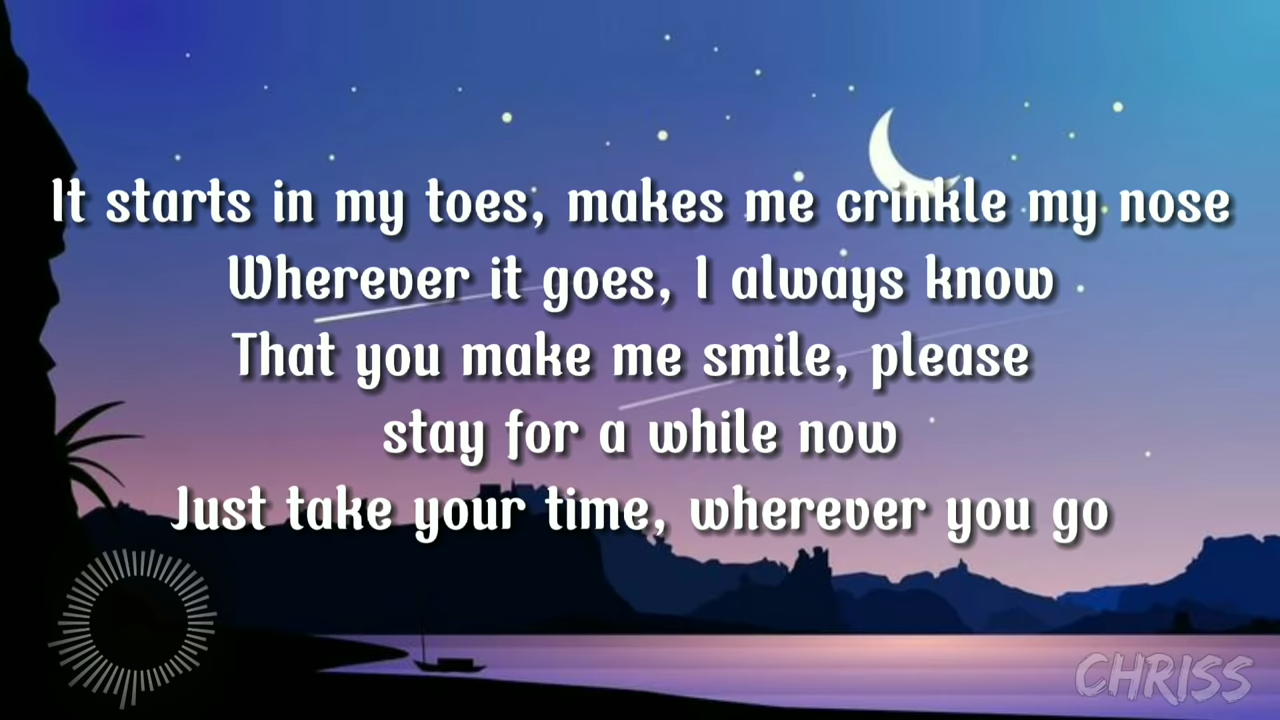 It starts in my toes, makes me crinkle my nose
Wherever it goes, I always know
That you make me smile, please
stay for a while now
Just take your time, wherever you go
CHRISS